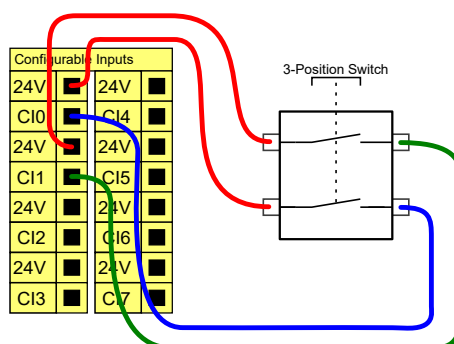 Configurable Inputs
3-Position Switch
24V 24V
CI0 CI4
24V 24V
CI1 CI5
24V 24V
CI2 CI6
24V 24V
CI3 CI7